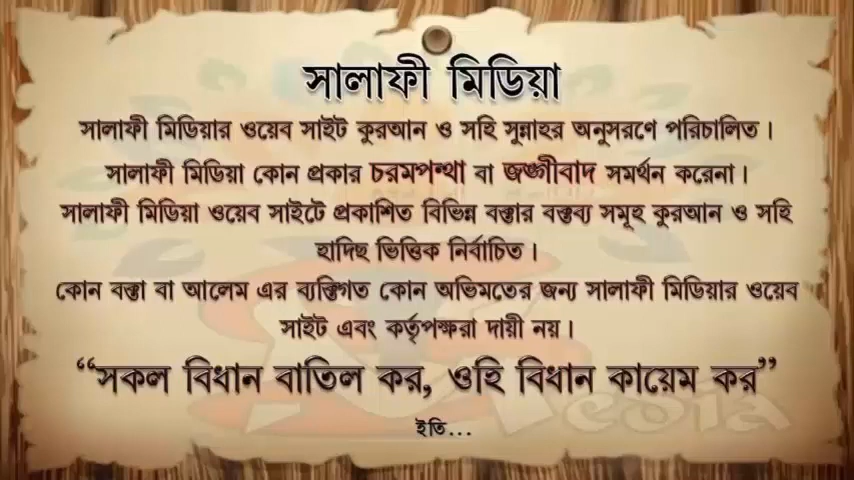 সালাফী মিডিয়া
সালাফী মিডিয়ার ওয়েব সাইট কুরআন ও সহি সুন্নাহর অনুসরণে পরিচালিত।
সালাফী মিডিয়া কোন প্রকার চরমপন্থা বা জঙ্গীবাদ সমর্থন করেনা।
সালাফী মিডিয়া ওয়েব সাইটে প্রকাশিত বিভিন্ন বক্তার বক্তব্য সমূহ কুরআন ও সহি
হাদিছ ভিত্তিক নির্বাচিত।
কোন বক্তা বা আলেম এর ব্যক্তিগত কোন অভিমতের জন্য সালাফী মিডিয়ার ওয়েব
সাইট এবং কর্তৃপক্ষরা দায়ী নয়।
“সকল বিধান বাতিল কর, ওহি বিধান কায়েম কর”
ইতি...